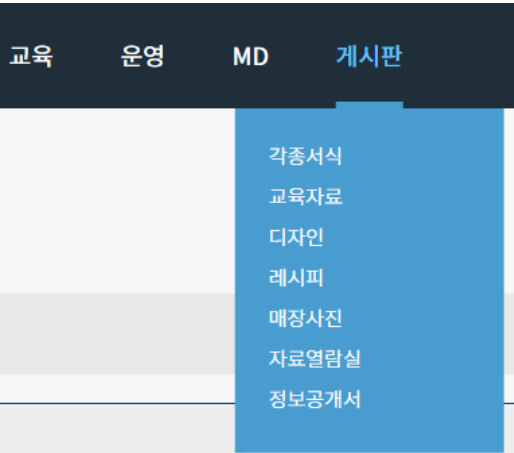 교육 운영 MD 게시판
각종서식
교육자료
디자인
레시피
매장사진
자료열람실
정보공개서